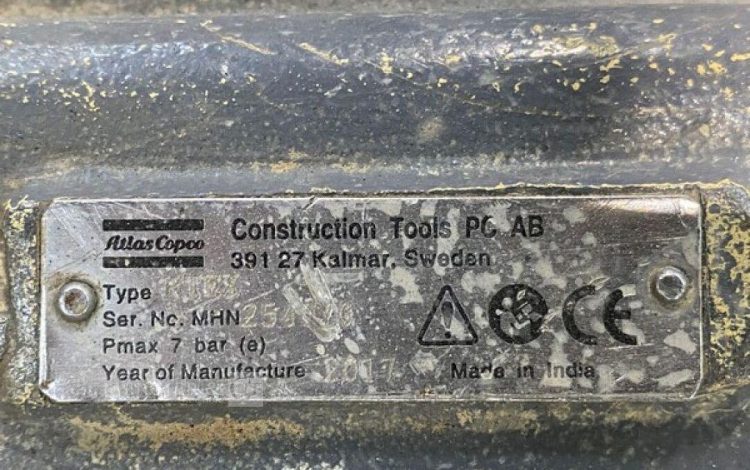 Atlas Copco
Construction Tools PC AB
391 27 Kalmar, Sweden
Type
Ser. No. MHN
Pmax 7 bar (e)
Year of Manufacture 2017
Made in India
CE